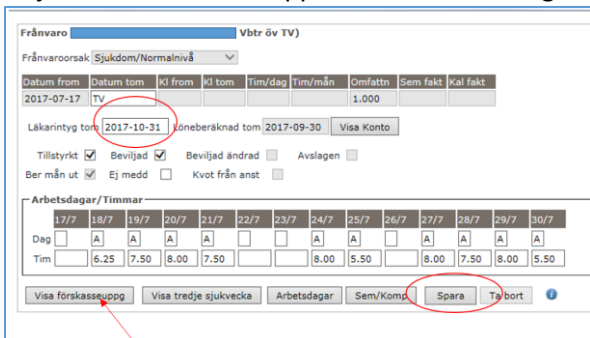 Frånvaro Vbtr öv TV)
Frånvaroorsak Sjukdom/Normalnivå
Datum from Datum tom Kl from Kl tom Tim/dag Tim/mån Omfattn Sem fakt Kal fakt
2017-07-17 TV 1.000
Läkarintyg tom 2017-10-31 Löneberäknad tom 2017-09-30 Visa Konto
Tillstyrkt Beviljad Beviljad ändrad Avslagen
Ber mån ut Ej medd Kvot från anst
Arbetsdagar/Timmar
17/7 18/7 19/7 20/7 21/7 22/7 23/7 24/7 25/7 26/7 27/7 28/7 29/7 30/7
Dag A A A A A A A A A A
Tim 6.25 7.50 8.00 7.50 8.00 5.50 8.00 7.50 8.00 5.50
Visa förskasseuppg Visa tredje sjukvecka Arbetsdagar Sem/Komp Spara Ta bort